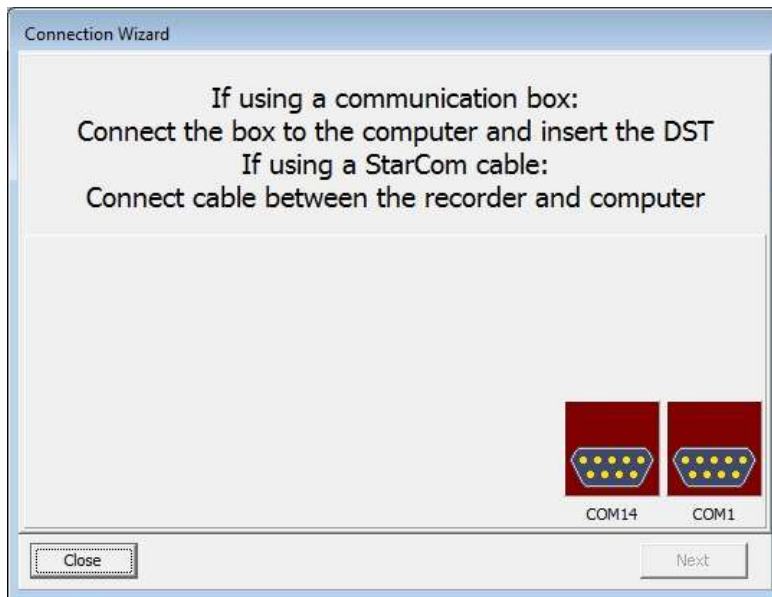 Connection Wizard
If using a communication box:
Connect the box to the computer and insert the DST
If using a StarCom cable:
Connect cable between the recorder and computer
COM14 COM1
Close Next